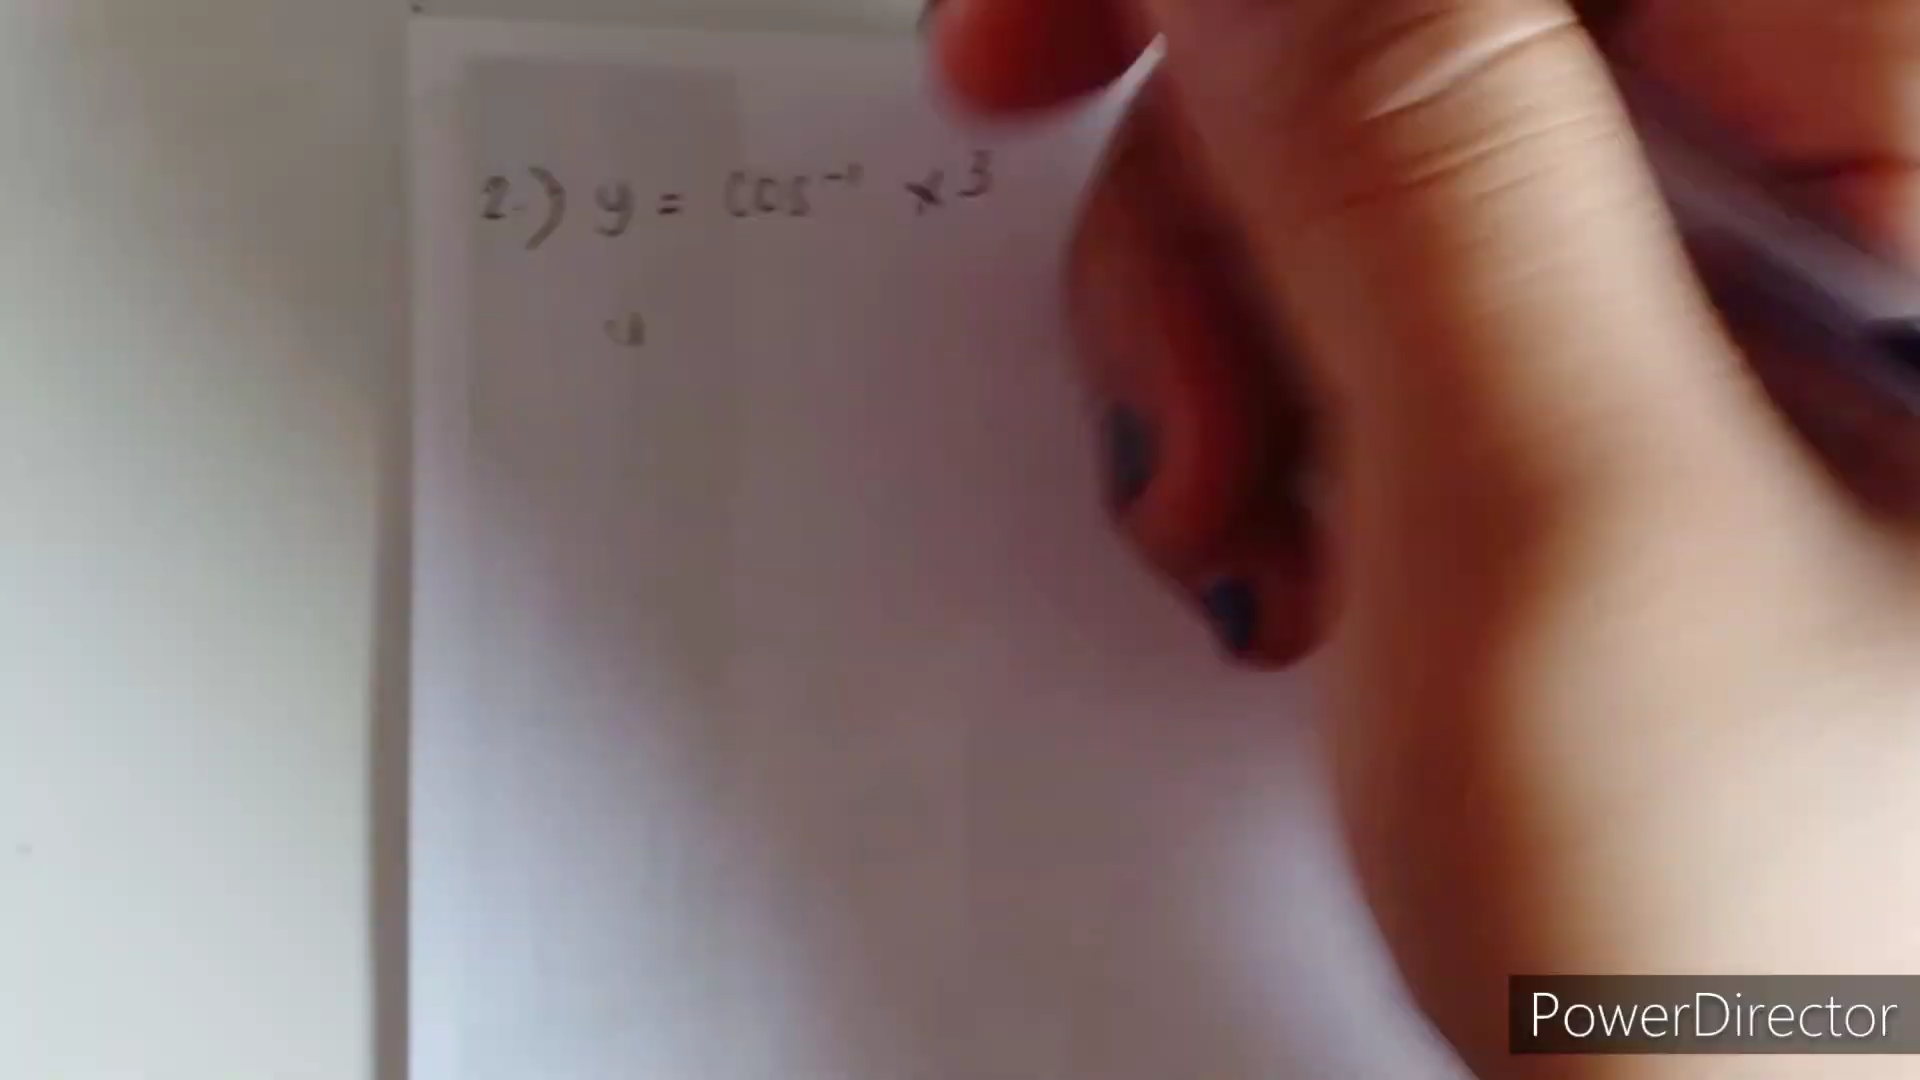 2.) y = cos⁻¹ x³
PowerDirector